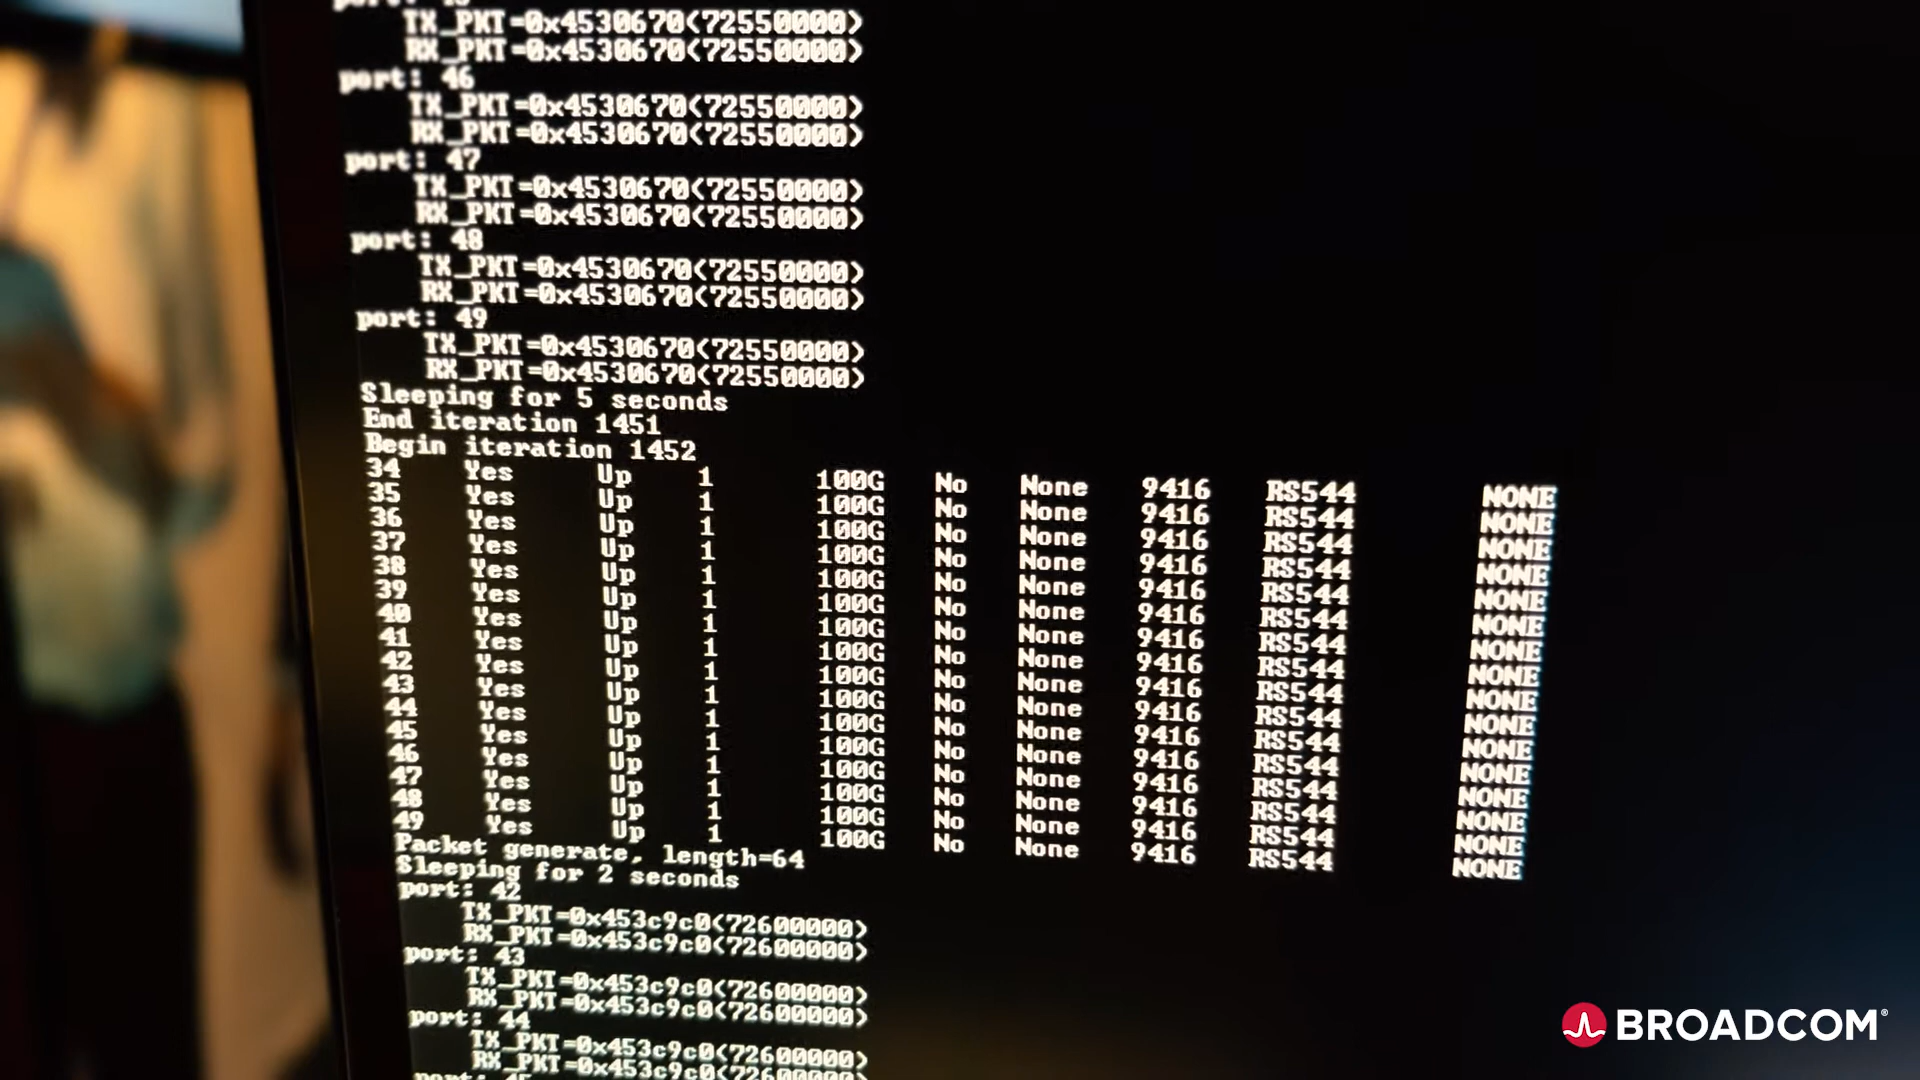 TX_PKT=0x4530670(72550000)
RX_PKT=0x4530670(72550000)
port: 46
TX_PKT=0x4530670(72550000)
RX_PKT=0x4530670(72550000)
port: 47
TX_PKT=0x4530670(72550000)
RX_PKT=0x4530670(72550000)
port: 48
TX_PKT=0x4530670(72550000)
RX_PKT=0x4530670(72550000)
port: 49
TX_PKT=0x4530670(72550000)
RX_PKT=0x4530670(72550000)
Sleeping for 5 seconds
End iteration 1451
Begin iteration 1452
34 Yes Up 1 100G No None 9416 RS544 NONE
35 Yes Up 1 100G No None 9416 RS544 NONE
36 Yes Up 1 100G No None 9416 RS544 NONE
37 Yes Up 1 100G No None 9416 RS544 NONE
38 Yes Up 1 100G No None 9416 RS544 NONE
39 Yes Up 1 100G No None 9416 RS544 NONE
40 Yes Up 1 100G No None 9416 RS544 NONE
41 Yes Up 1 100G No None 9416 RS544 NONE
42 Yes Up 1 100G No None 9416 RS544 NONE
43 Yes Up 1 100G No None 9416 RS544 NONE
44 Yes Up 1 100G No None 9416 RS544 NONE
45 Yes Up 1 100G No None 9416 RS544 NONE
46 Yes Up 1 100G No None 9416 RS544 NONE
47 Yes Up 1 100G No None 9416 RS544 NONE
48 Yes Up 1 100G No None 9416 RS544 NONE
49 Yes Up 1 100G No None 9416 RS544 NONE
Packet generate, length=64
Sleeping for 2 seconds
port: 42
TX_PKT=0x453c9c0(72600000)
RX_PKT=0x453c9c0(72600000)
port: 43
TX_PKT=0x453c9c0(72600000)
RX_PKT=0x453c9c0(72600000)
port: 44
TX_PKT=0x453c9c0(72600000)
RX_PKT=0x453c9c0(72600000)
BROADCOM®